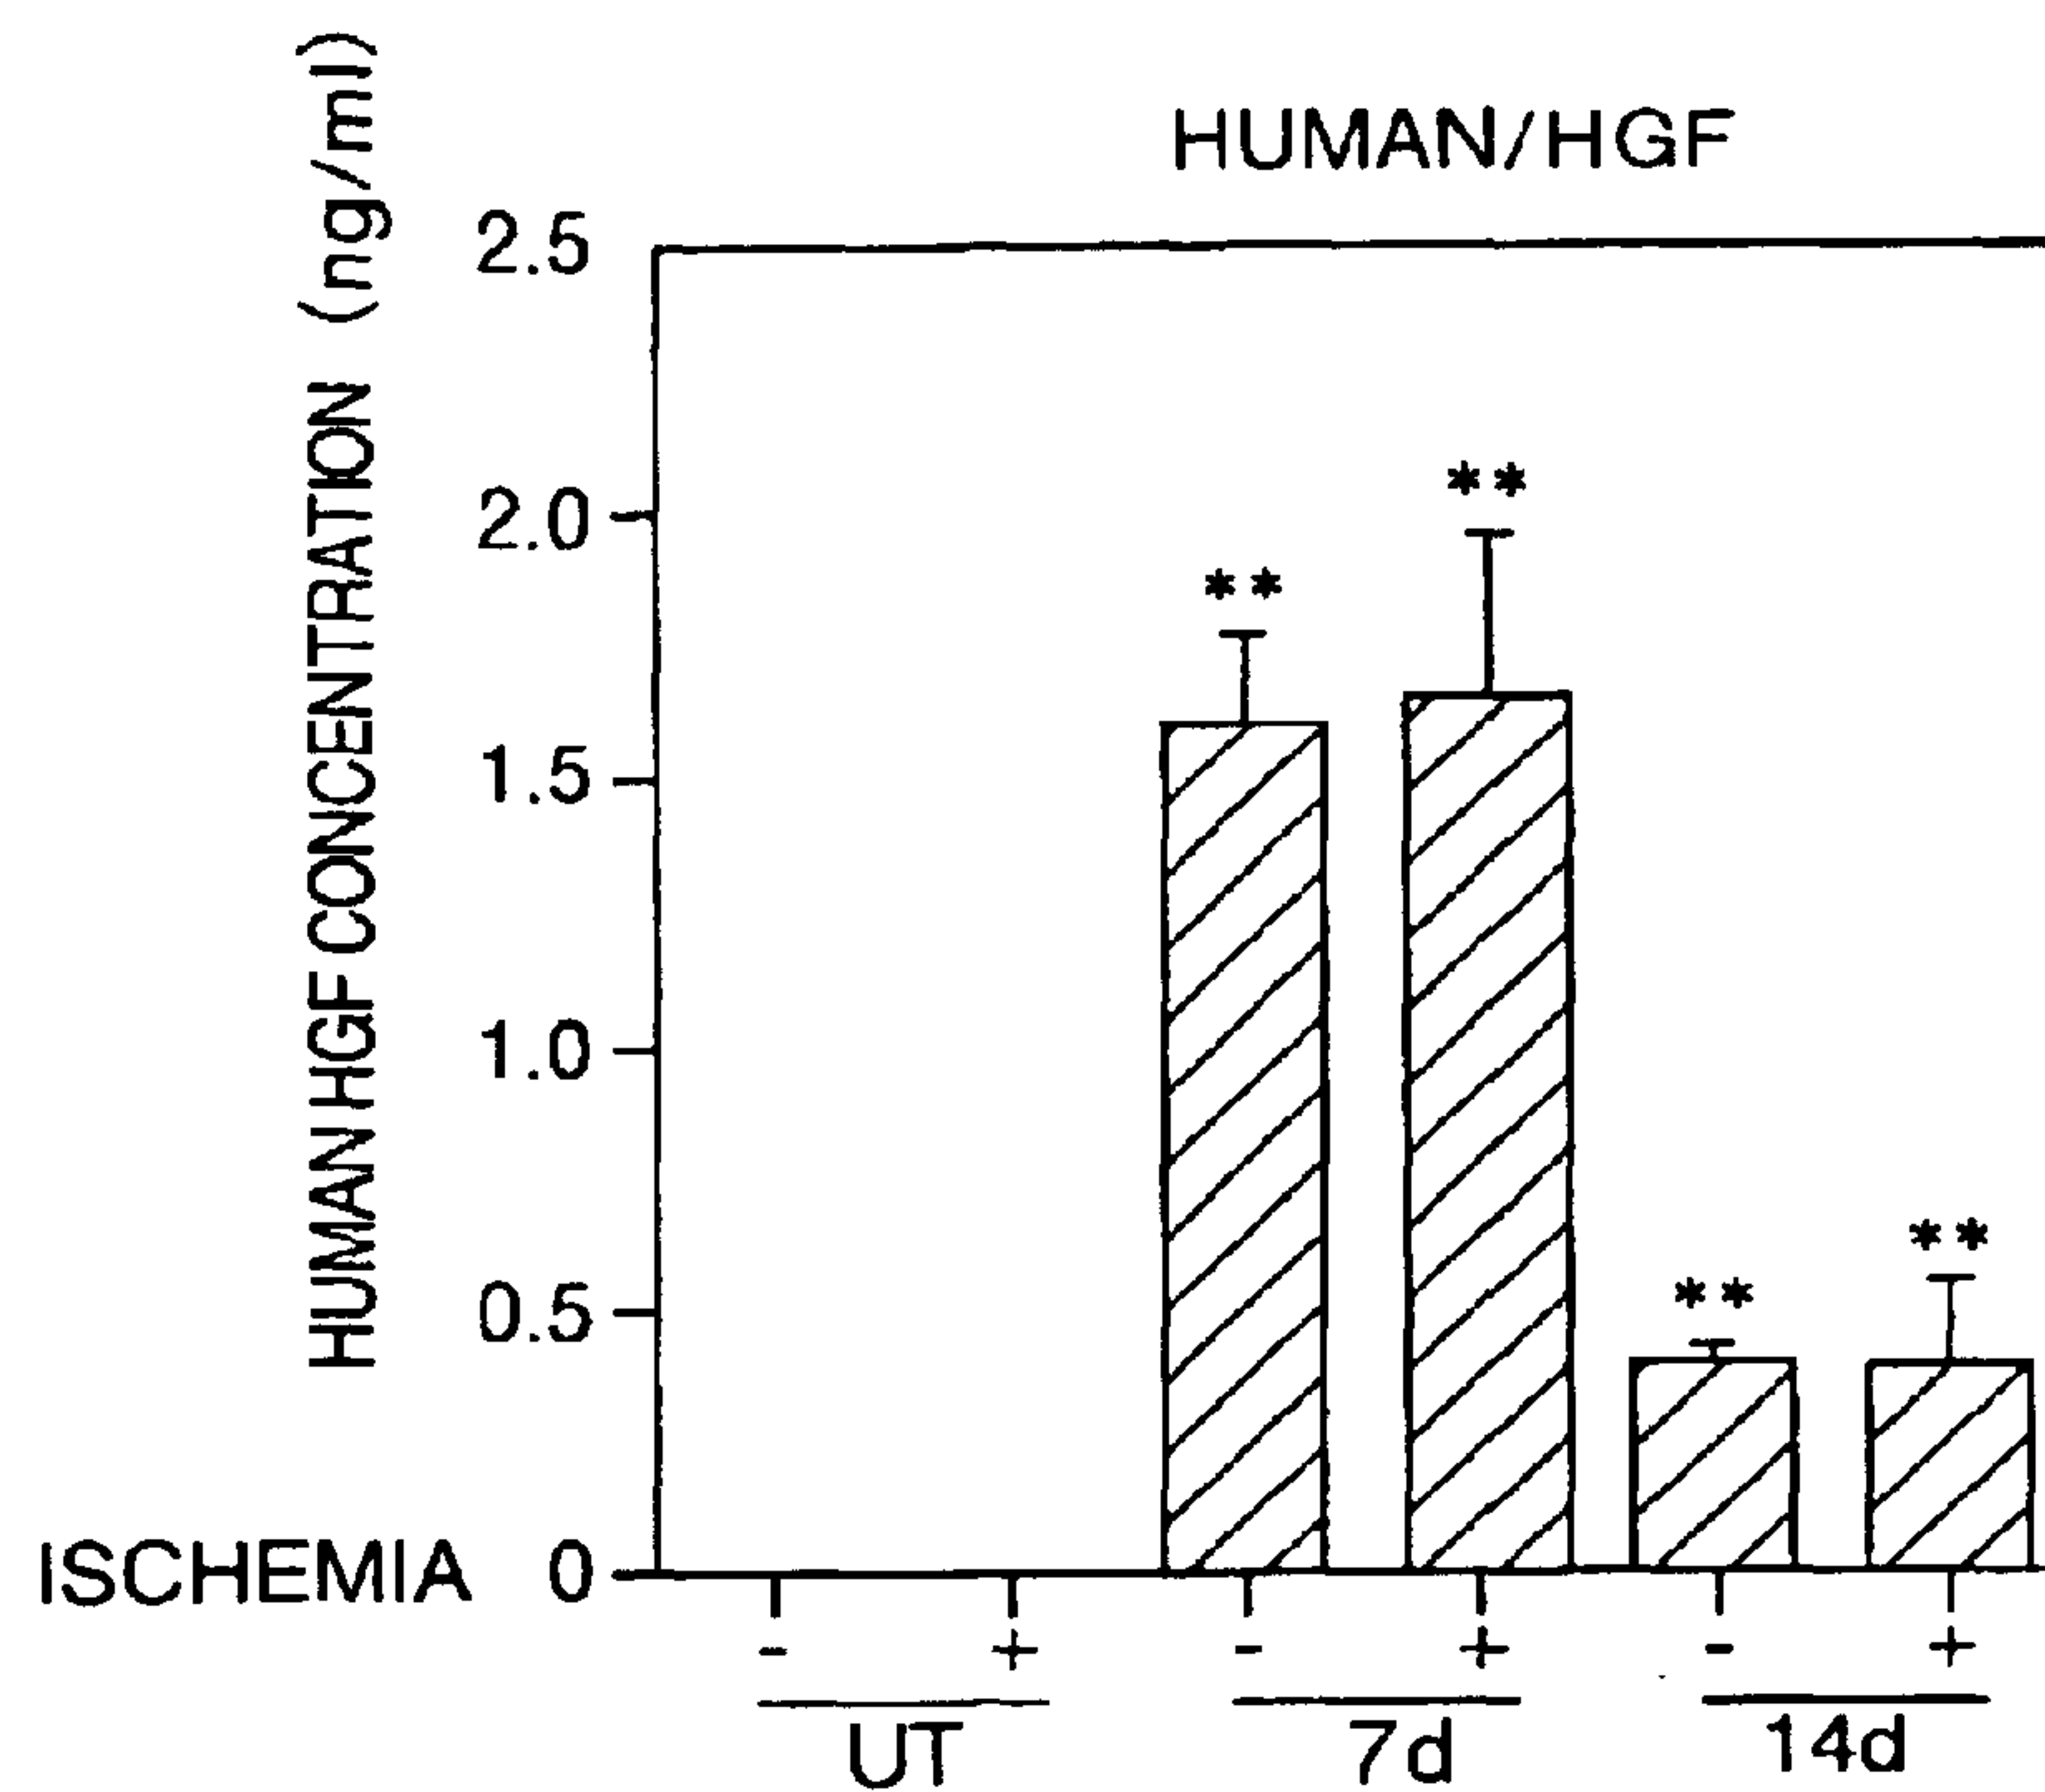 HUMAN/HGF
HUMAN HGF CONCENTRATION (ng/ml)
2.5
2.0
1.5
1.0
0.5
0
**
**
**
**
ISCHEMIA
- + - + - +
UT 7d 14d